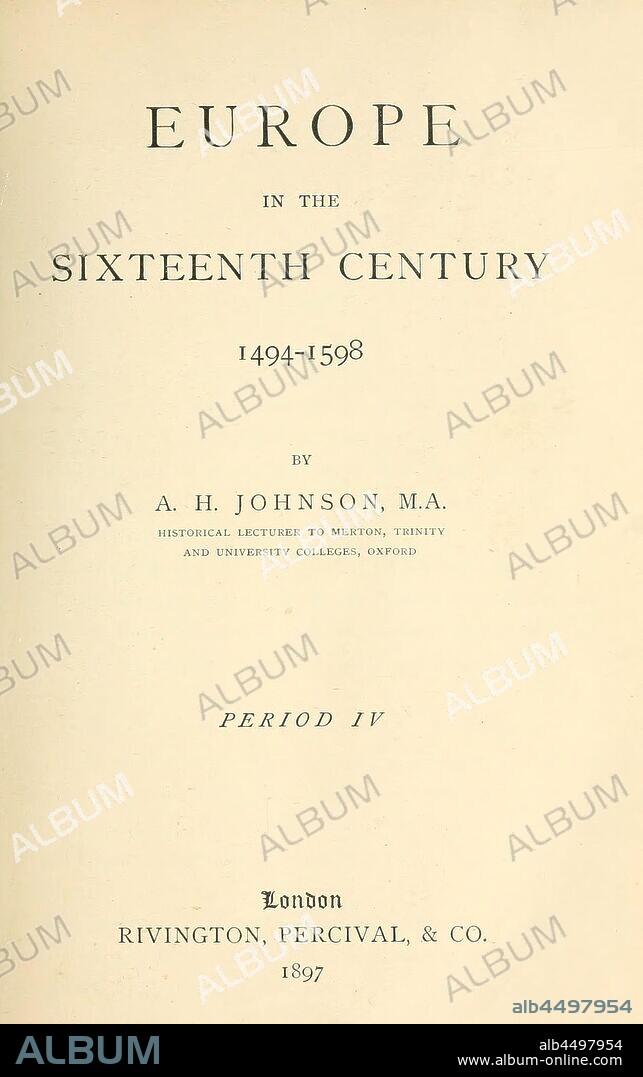 EUROPE
IN THE
SIXTEENTH CENTURY
1494-1598
BY
A. H. JOHNSON, M.A.
HISTORICAL LECTURER TO MERTON, TRINITY
AND UNIVERSITY COLLEGES, OXFORD
PERIOD IV
London
RIVINGTON, PERCIVAL, & CO.
1897
alb4497954
ALBUM
alb4497954
www.album-online.com